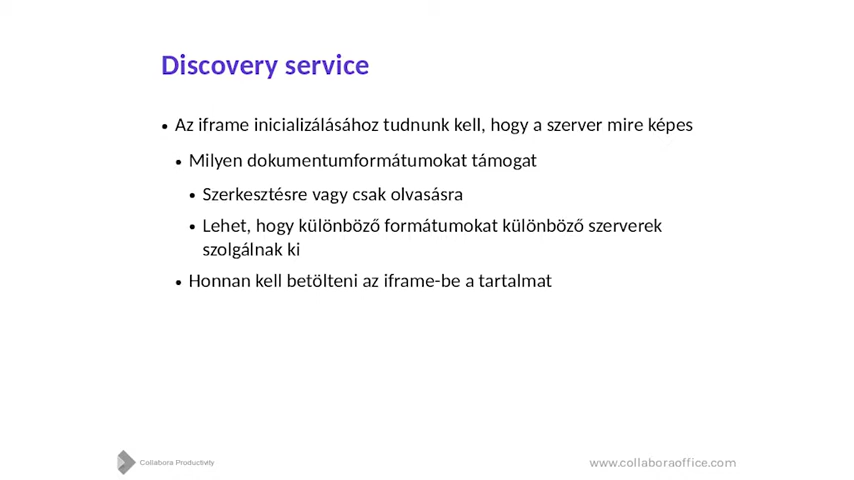 Discovery service
• Az iframe inicializálásához tudnunk kell, hogy a szerver mire képes
• Milyen dokumentumformátumokat támogat
• Szerkesztésre vagy csak olvasásra
• Lehet, hogy különböző formátumokat különböző szerverek
szolgálnak ki
• Honnan kell betölteni az iframe-be a tartalmat
Collabora Productivity
www.collaboraoffice.com